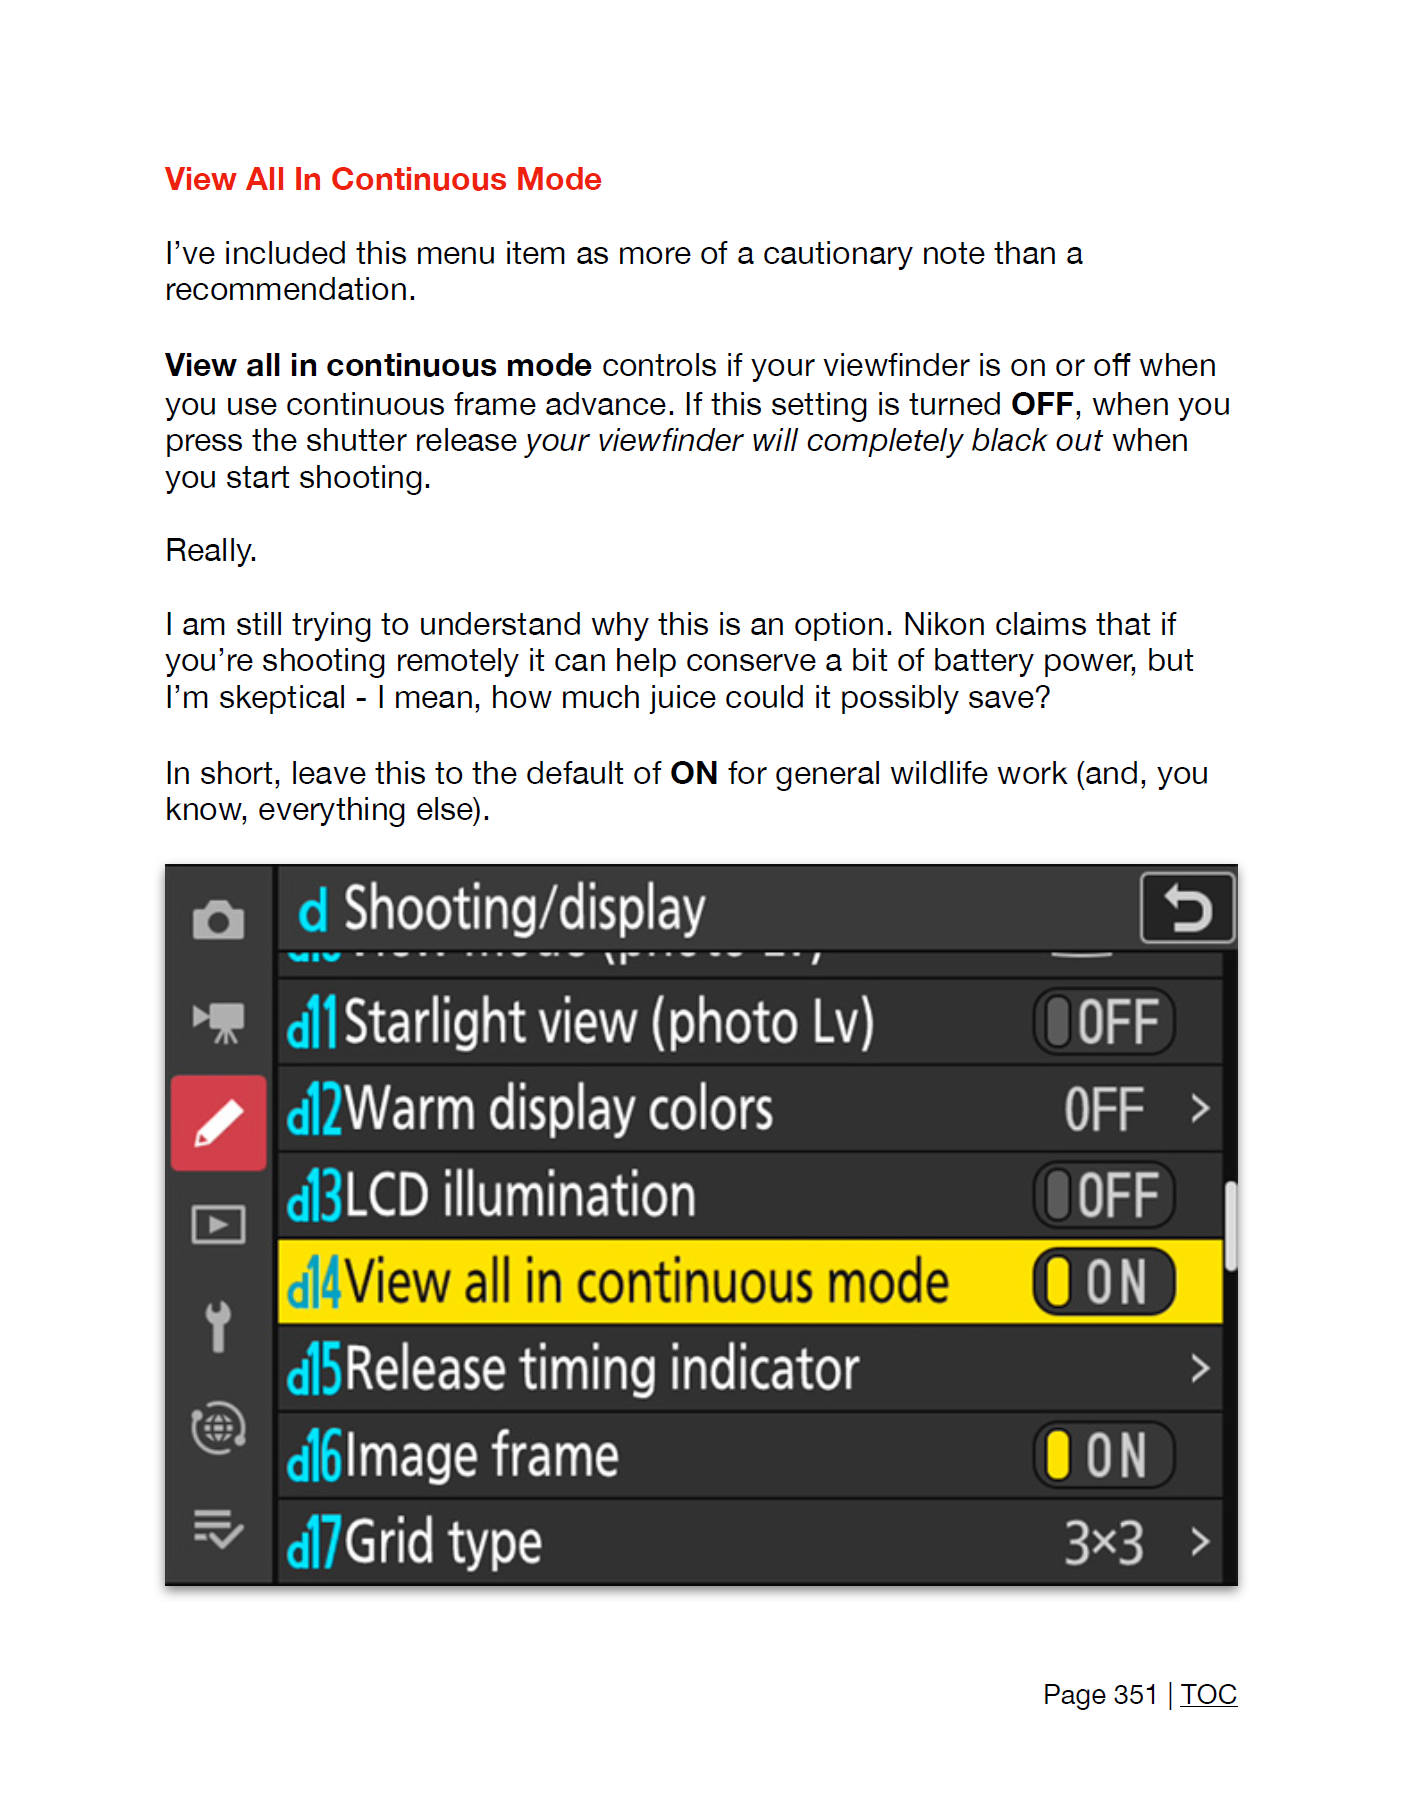 View All In Continuous Mode
I’ve included this menu item as more of a cautionary note than a
recommendation.
View all in continuous mode controls if your viewfinder is on or off when
you use continuous frame advance. If this setting is turned OFF, when you
press the shutter release your viewfinder will completely black out when
you start shooting.
Really.
I am still trying to understand why this is an option. Nikon claims that if
you’re shooting remotely it can help conserve a bit of battery power, but
I’m skeptical - I mean, how much juice could it possibly save?
In short, leave this to the default of ON for general wildlife work (and, you
know, everything else).
d Shooting/display
d11 Starlight view (photo Lv) OFF
d12 Warm display colors OFF >
d13 LCD illumination OFF
d14 View all in continuous mode ON
d15 Release timing indicator >
d16 Image frame ON
d17 Grid type 3×3 >
Page 351 | TOC